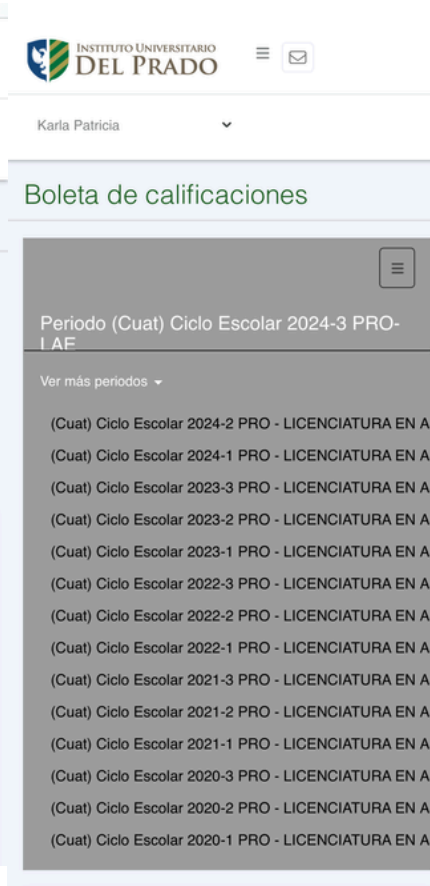 INSTITUTO UNIVERSITARIO
DEL PRADO
Karla Patricia
Boleta de calificaciones
Periodo (Cuat) Ciclo Escolar 2024-3 PRO-
LAE
Ver más periodos
(Cuat) Ciclo Escolar 2024-2 PRO - LICENCIATURA EN A
(Cuat) Ciclo Escolar 2024-1 PRO - LICENCIATURA EN A
(Cuat) Ciclo Escolar 2023-3 PRO - LICENCIATURA EN A
(Cuat) Ciclo Escolar 2023-2 PRO - LICENCIATURA EN A
(Cuat) Ciclo Escolar 2023-1 PRO - LICENCIATURA EN A
(Cuat) Ciclo Escolar 2022-3 PRO - LICENCIATURA EN A
(Cuat) Ciclo Escolar 2022-2 PRO - LICENCIATURA EN A
(Cuat) Ciclo Escolar 2022-1 PRO - LICENCIATURA EN A
(Cuat) Ciclo Escolar 2021-3 PRO - LICENCIATURA EN A
(Cuat) Ciclo Escolar 2021-2 PRO - LICENCIATURA EN A
(Cuat) Ciclo Escolar 2021-1 PRO - LICENCIATURA EN A
(Cuat) Ciclo Escolar 2020-3 PRO - LICENCIATURA EN A
(Cuat) Ciclo Escolar 2020-2 PRO - LICENCIATURA EN A
(Cuat) Ciclo Escolar 2020-1 PRO - LICENCIATURA EN A